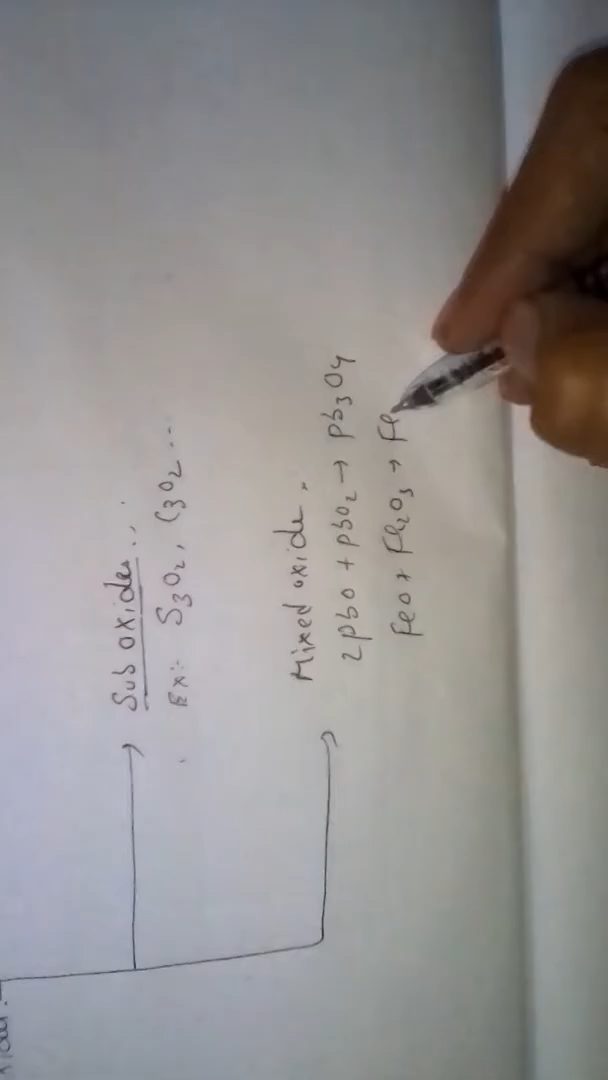 Sub oxides...
Ex:- S3O2, C3O2 ...
Mixed oxide.
2PbO + PbO2 → Pb3O4
FeO + Fe2O3 → Fe